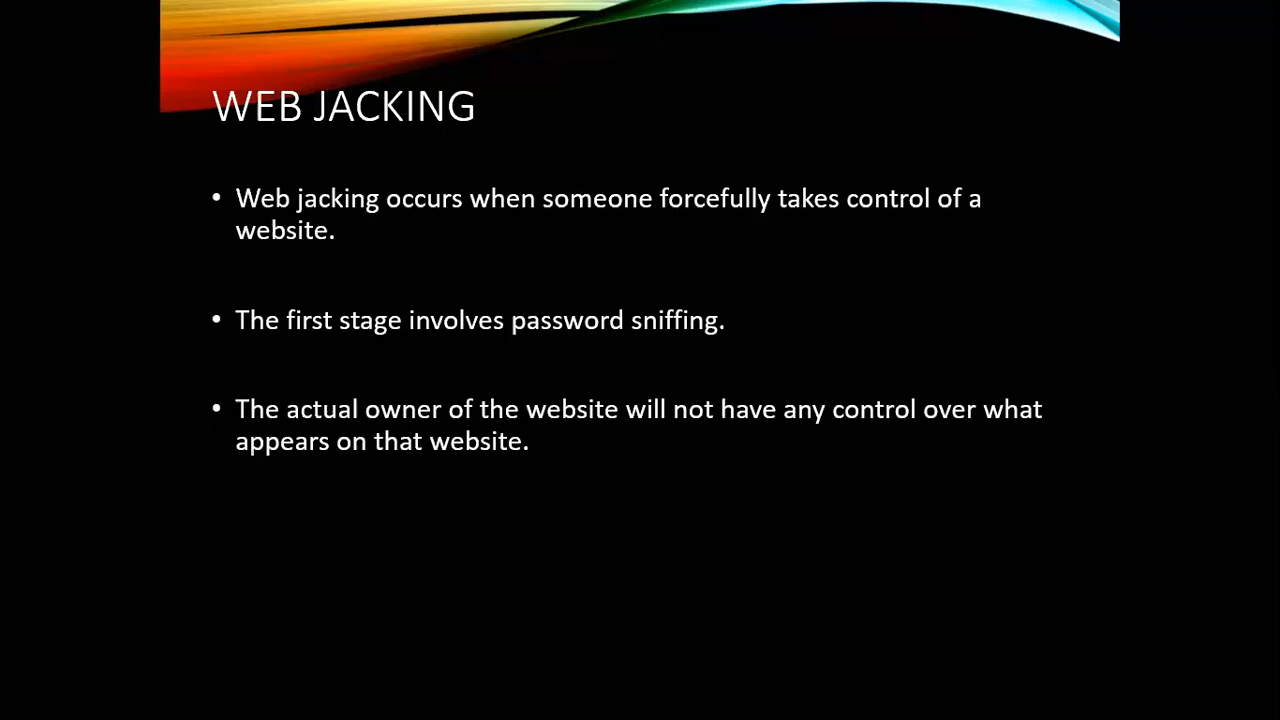 WEB JACKING
• Web jacking occurs when someone forcefully takes control of a
website.
• The first stage involves password sniffing.
• The actual owner of the website will not have any control over what
appears on that website.